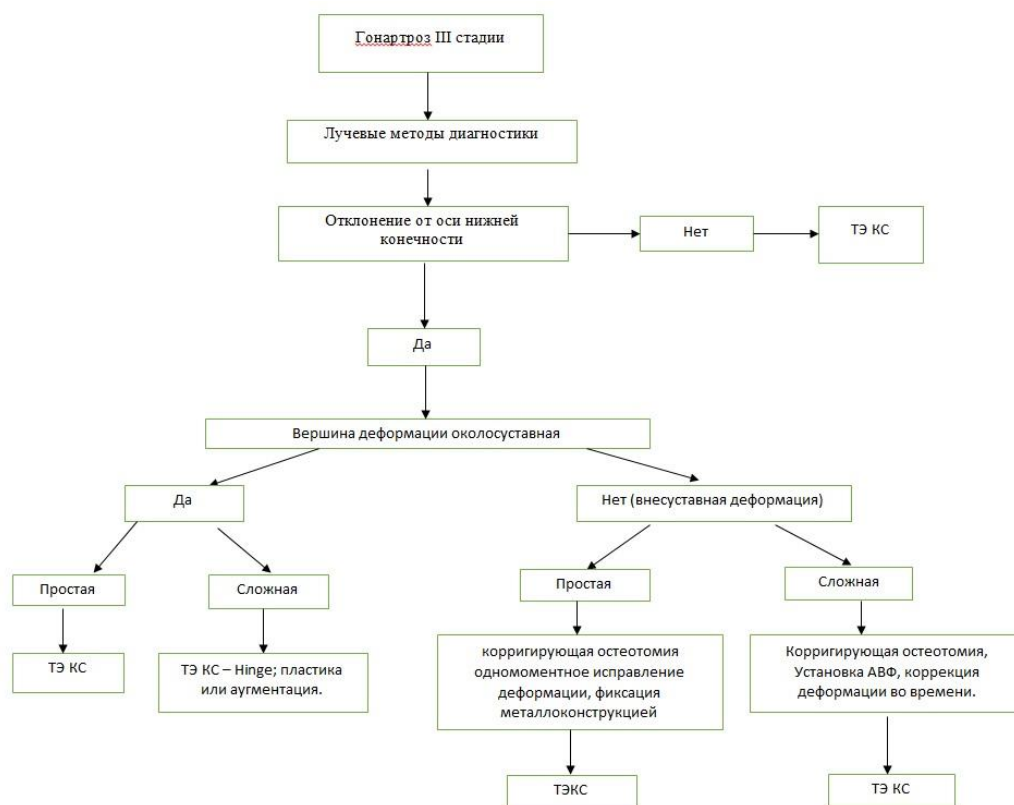 Гонартроз III стадии
Лучевые методы диагностики
Отклонение от оси нижней
конечности
Нет
ТЭ КС
Да
Вершина деформации околосуставная
Да
Нет (внесуставная деформация)
Простая
Сложная
Простая
Сложная
ТЭ КС
ТЭ КС – Hinge; пластика
или аугментация.
корригирующая остеотомия
одномоментное исправление
деформации, фиксация
металлоконструкцией
Корригирующая остеотомия,
Установка АВФ, коррекция
деформации во времени.
ТЭКС
ТЭ КС